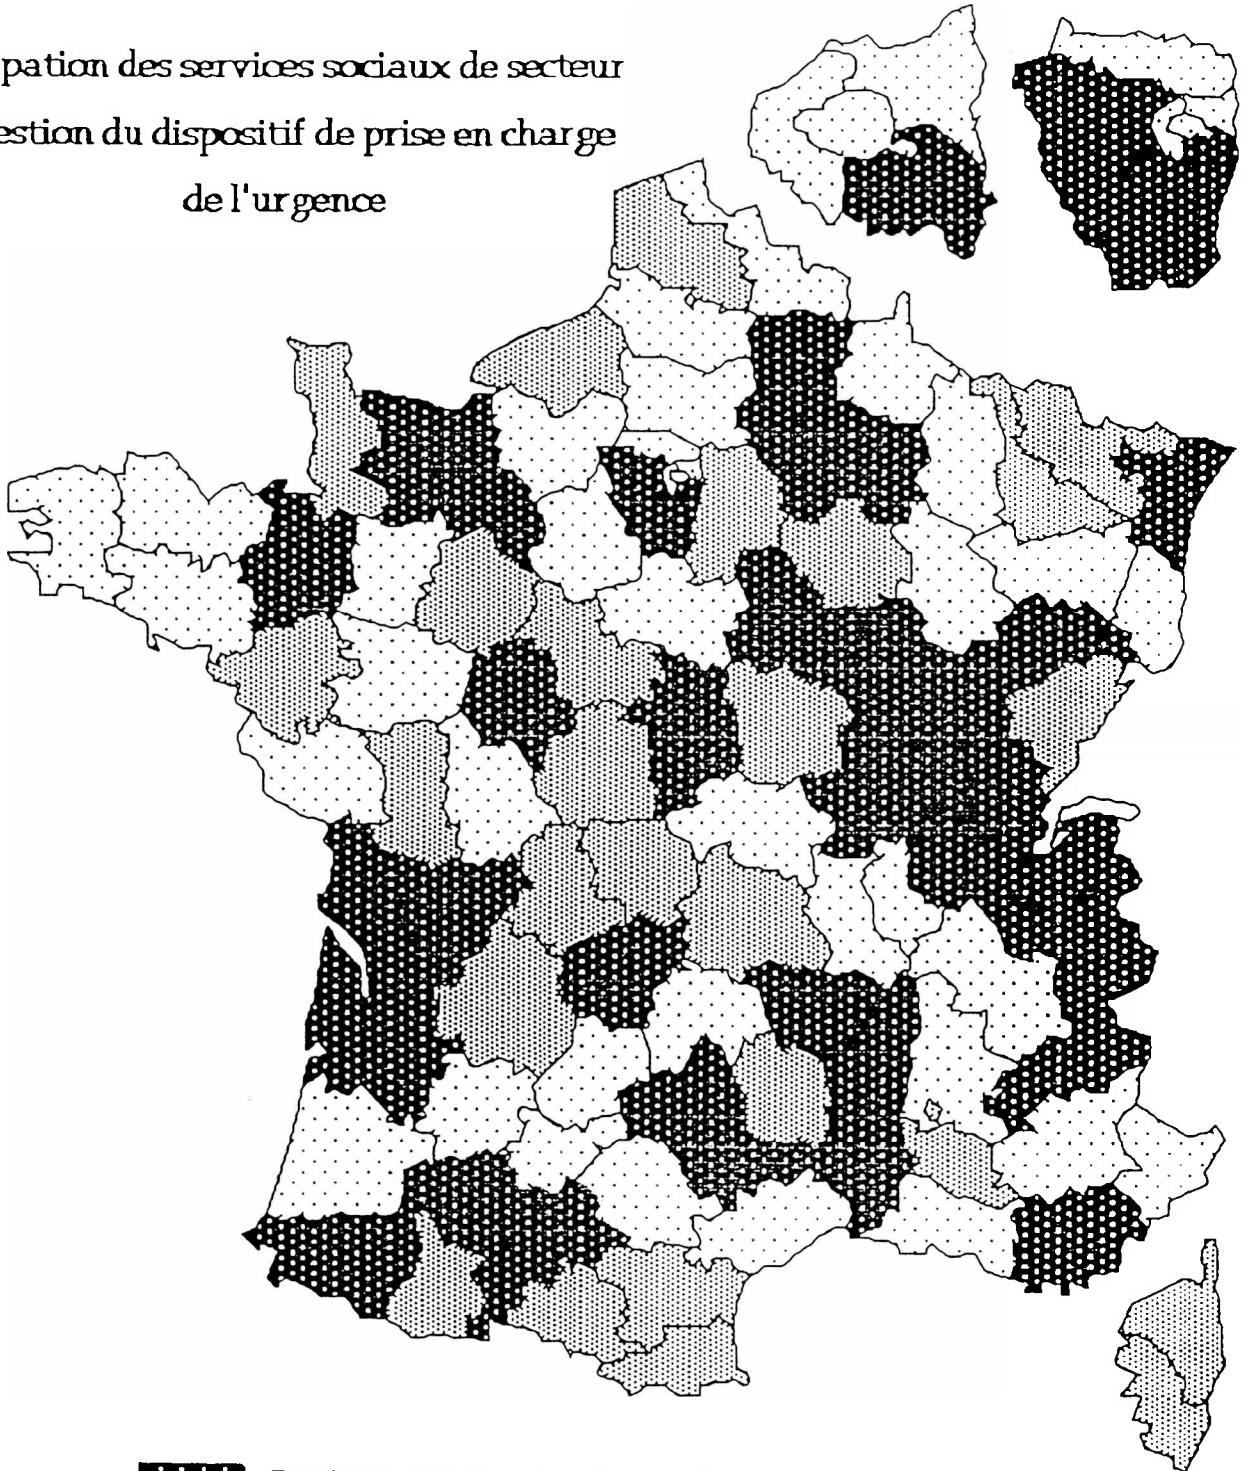 pation des services sociaux de secteur
estion du dispositif de prise en charge
de l'urgence